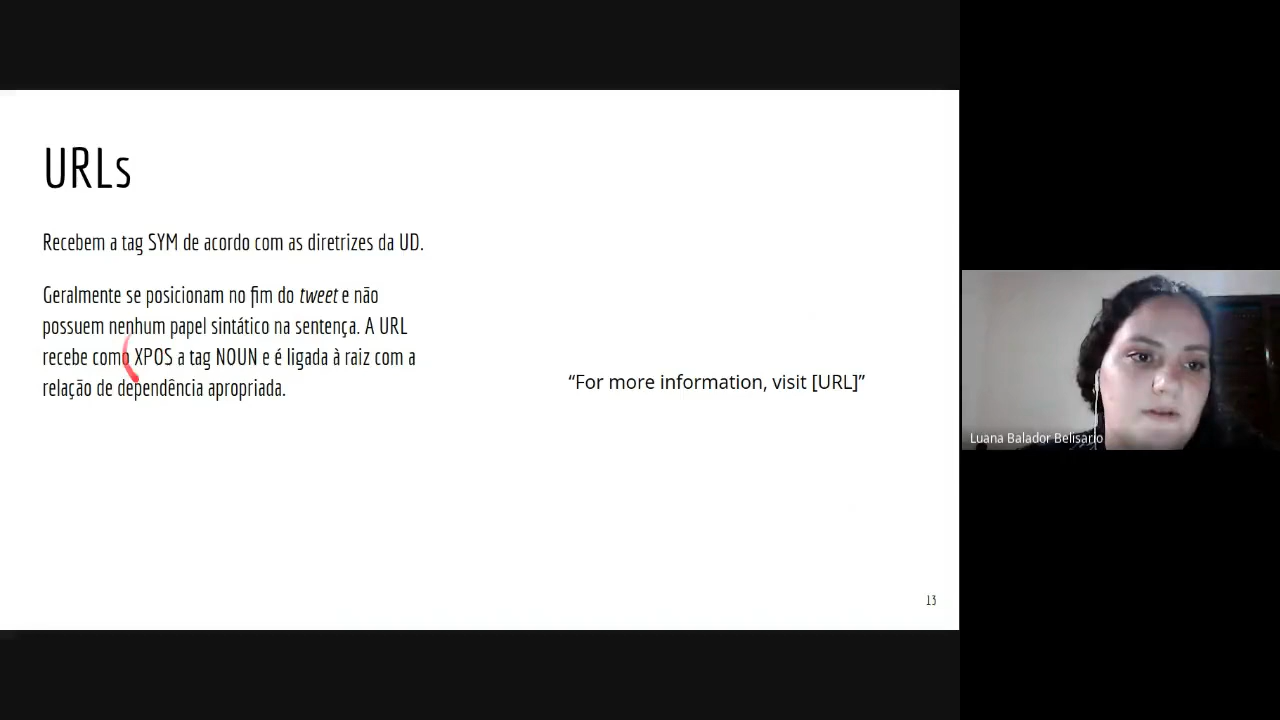 URLs
Recebem a tag SYM de acordo com as diretrizes da UD.
Geralmente se posicionam no fim do tweet e não
possuem nenhum papel sintático na sentença. A URL
recebe como XPOS a tag NOUN e é ligada à raiz com a
relação de dependência apropriada.
“For more information, visit [URL]”
13
Luana Balador Belisario